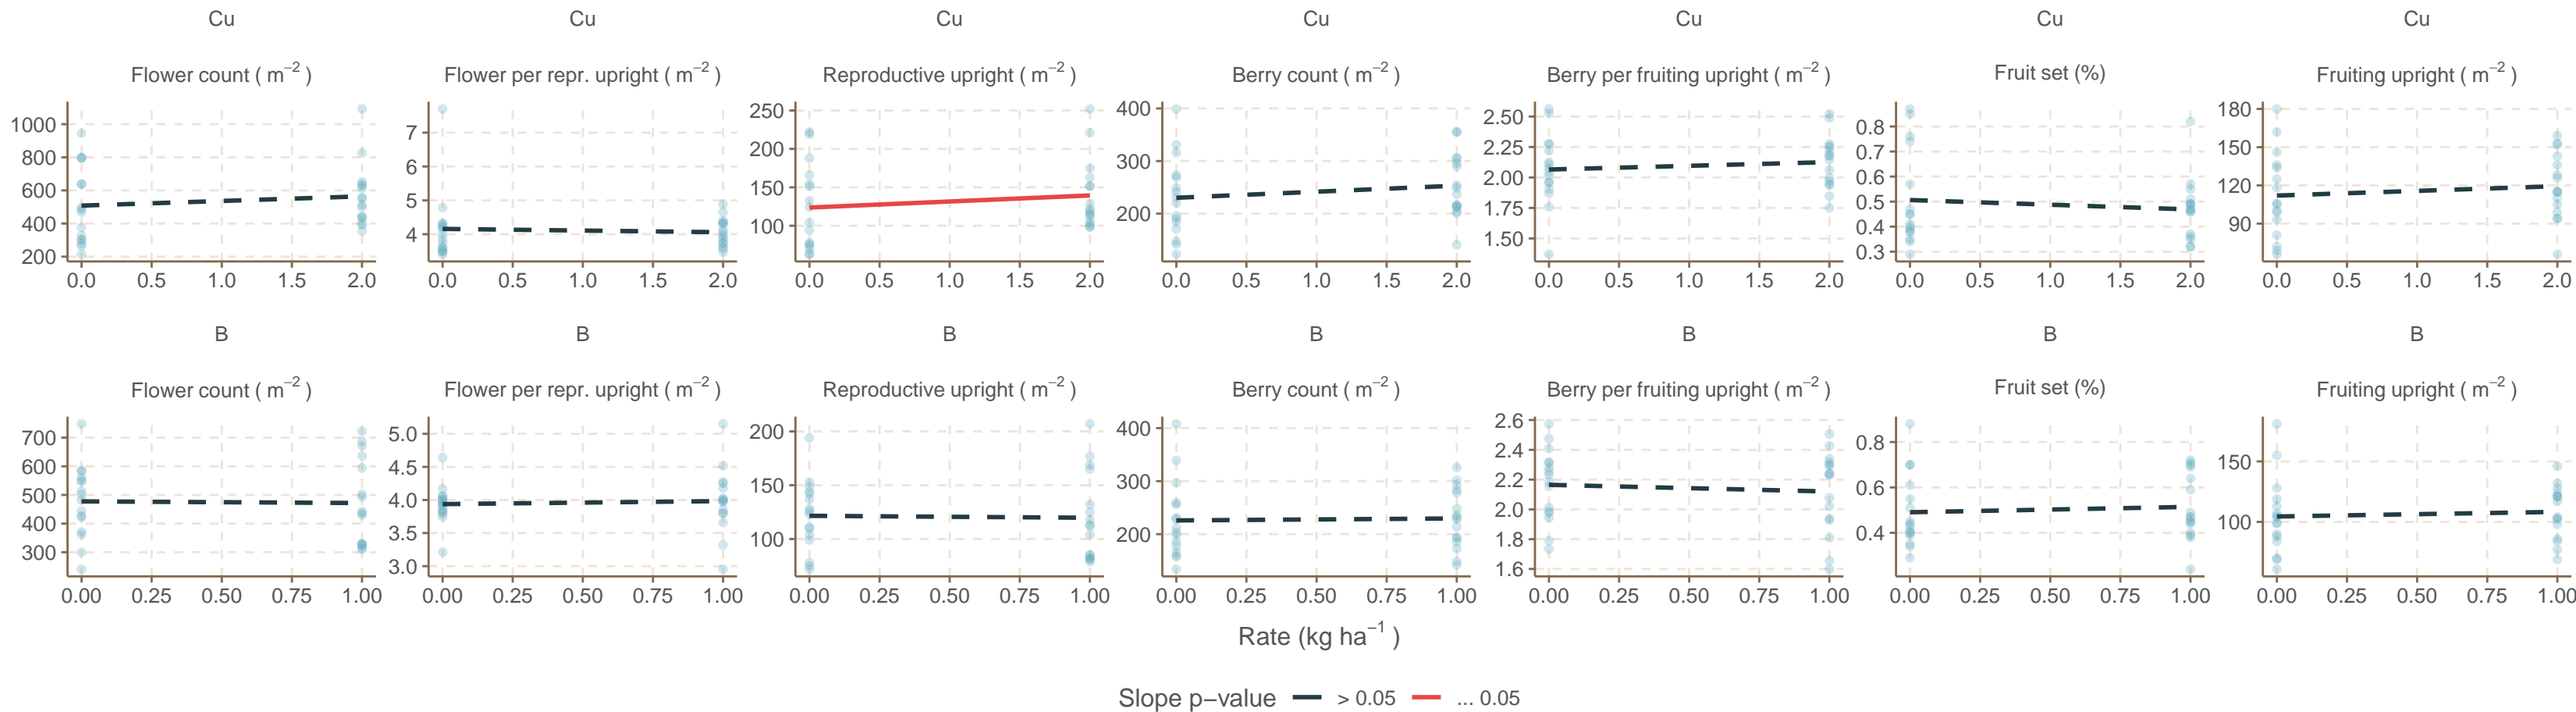 Cu Cu Cu Cu Cu Cu Cu
Flower count ( m⁻² ) Flower per repr. upright ( m⁻² ) Reproductive upright ( m⁻² ) Berry count ( m⁻² ) Berry per fruiting upright ( m⁻² ) Fruit set (%) Fruiting upright ( m⁻² )
1000 800 600 400 200
7 6 5 4
250 200 150 100
400 300 200
2.50 2.25 2.00 1.75 1.50
0.8 0.7 0.6 0.5 0.4 0.3
180 150 120 90
0.0 0.5 1.0 1.5 2.0 0.0 0.5 1.0 1.5 2.0 0.0 0.5 1.0 1.5 2.0 0.0 0.5 1.0 1.5 2.0 0.0 0.5 1.0 1.5 2.0 0.0 0.5 1.0 1.5 2.0 0.0 0.5 1.0 1.5 2.0
B B B B B B B
Flower count ( m⁻² ) Flower per repr. upright ( m⁻² ) Reproductive upright ( m⁻² ) Berry count ( m⁻² ) Berry per fruiting upright ( m⁻² ) Fruit set (%) Fruiting upright ( m⁻² )
700 600 500 400 300
5.0 4.5 4.0 3.5 3.0
200 150 100
400 300 200
2.6 2.4 2.2 2.0 1.8 1.6
0.8 0.6 0.4
150 100
0.00 0.25 0.50 0.75 1.00 0.00 0.25 0.50 0.75 1.00 0.00 0.25 0.50 0.75 1.00 0.00 0.25 0.50 0.75 1.00 0.00 0.25 0.50 0.75 1.00 0.00 0.25 0.50 0.75 1.00 0.00 0.25 0.50 0.75 1.00
Rate (kg ha⁻¹ )
Slope p−value > 0.05 ... 0.05